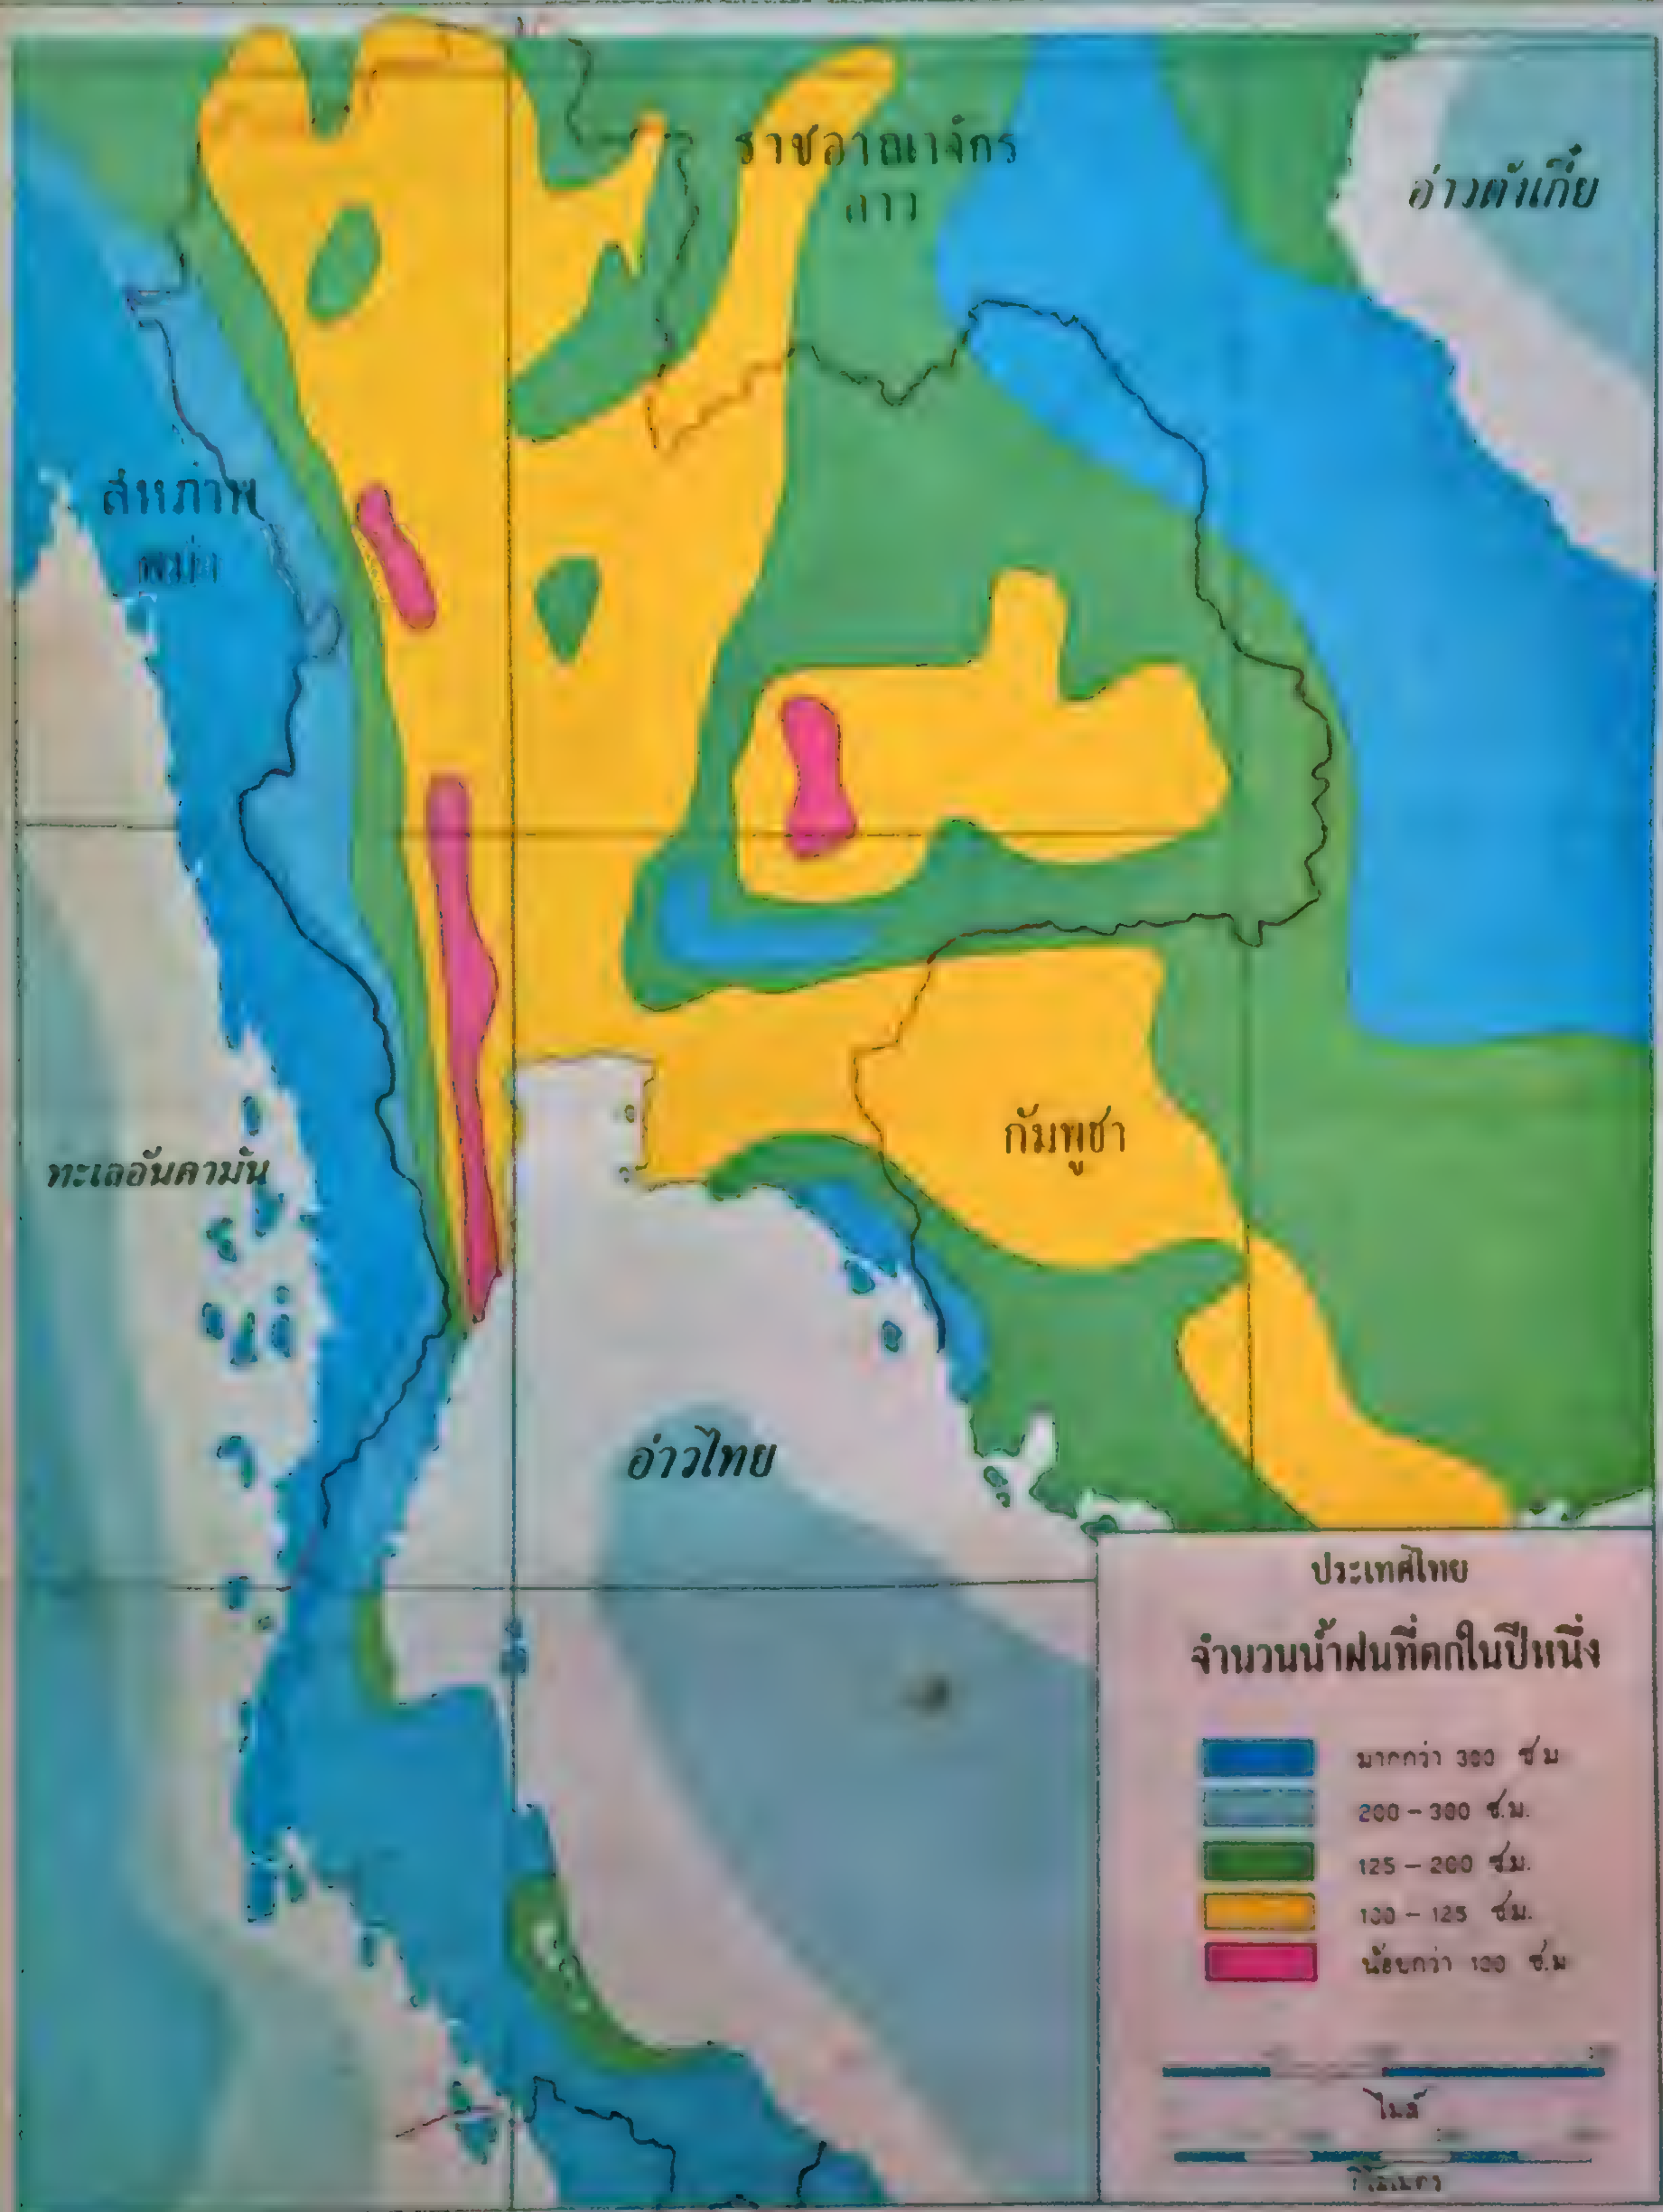 ราชอาณาจักร
ลาว
อ่าวตังเกี๋ย
สหภาพ
พม่า
ทะเลอันดามัน
กัมพูชา
อ่าวไทย
ประเทศไทย
จำนวนน้ำฝนที่ตกในปีหนึ่ง
มากกว่า 300 ซ.ม.
200 – 300 ซ.ม.
125 – 200 ซ.ม.
100 – 125 ซ.ม.
น้อยกว่า 100 ซ.ม.
ไมล์
กิโลเมตร